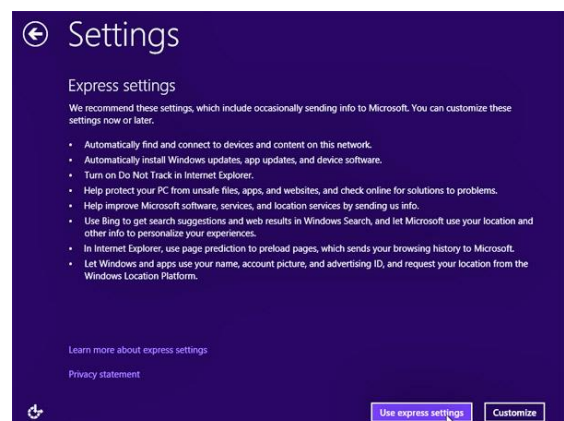 Settings
Express settings
We recommend these settings, which include occasionally sending info to Microsoft. You can customize these
settings now or later.
• Automatically find and connect to devices and content on this network.
• Automatically install Windows updates, app updates, and device software.
• Turn on Do Not Track in Internet Explorer.
• Help protect your PC from unsafe files, apps, and websites, and check online for solutions to problems.
• Help improve Microsoft software, services, and location services by sending us info.
• Use Bing to get search suggestions and web results in Windows Search, and let Microsoft use your location and
other info to personalize your experiences.
• In Internet Explorer, use page prediction to preload pages, which sends your browsing history to Microsoft.
• Let Windows and apps use your name, account picture, and advertising ID, and request your location from the
Windows Location Platform.
Learn more about express settings
Privacy statement
Use express settings
Customize